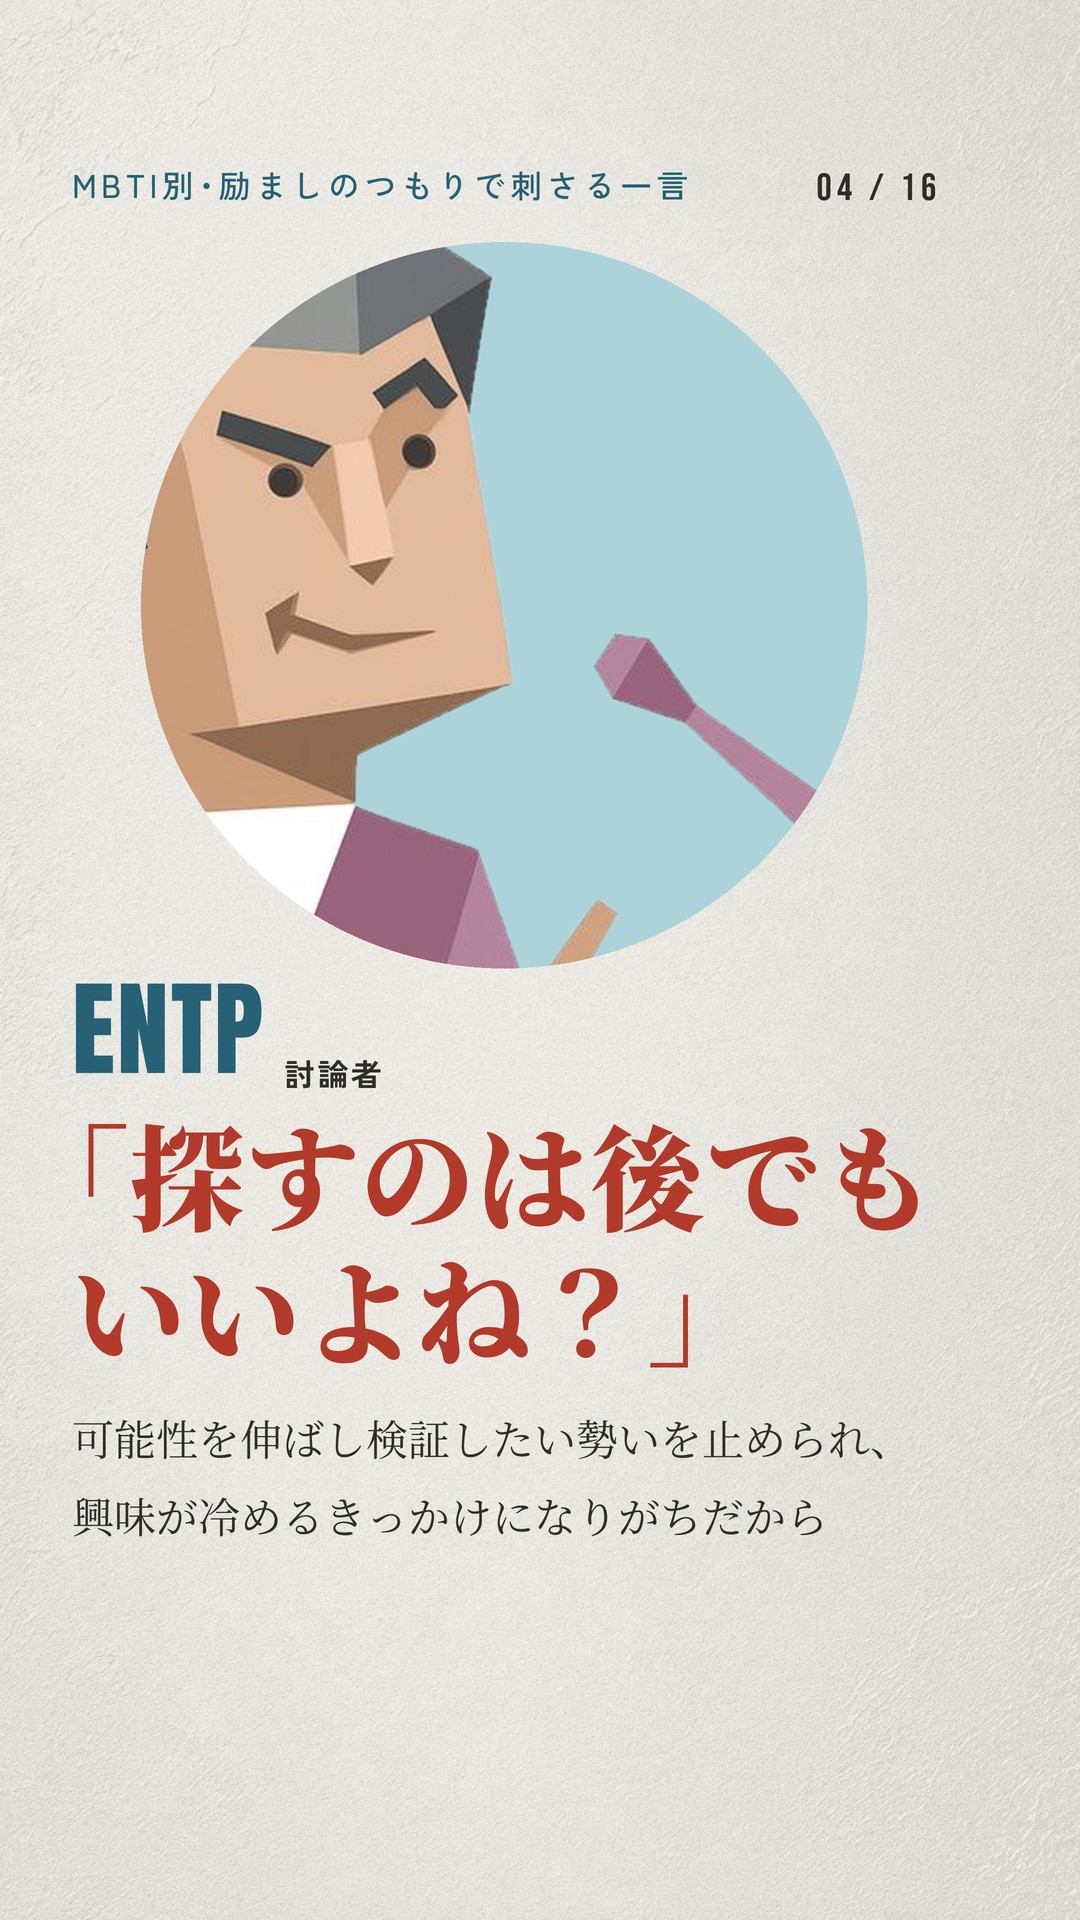 MBTI別・励ましのつもりで刺さる一言
04 / 16
ENTP
討論者
「探すのは後でも
いいよね？」
可能性を伸ばし検証したい勢いを止められ、
興味が冷めるきっかけになりがちだから